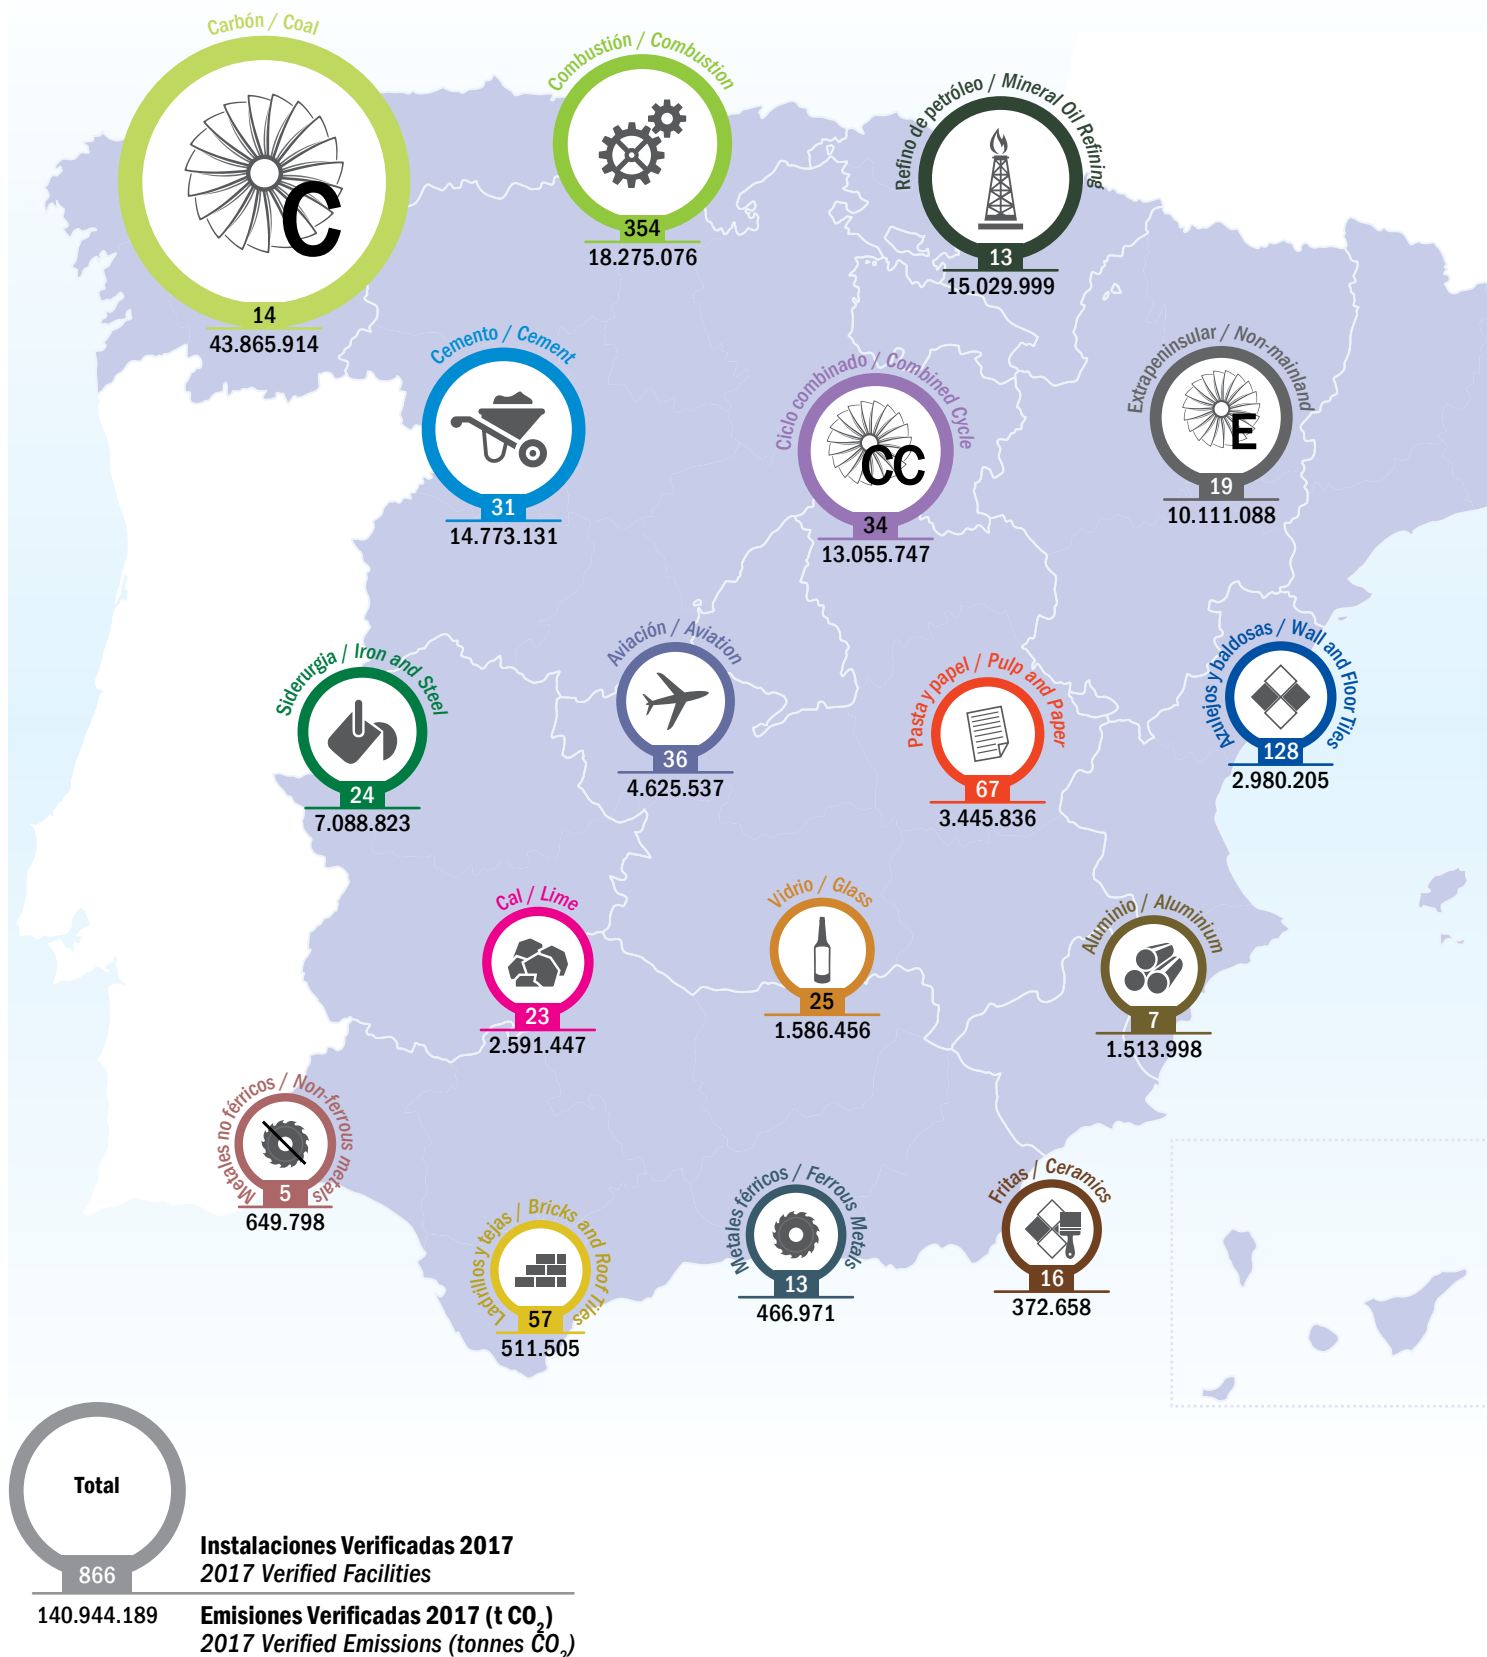 Carbón / Coal
C
14
43.865.914
Combustión / Combustion
354
18.275.076
Refino de petróleo / Mineral Oil Refining
13
15.029.999
Cemento / Cement
31
14.773.131
Ciclo combinado / Combined Cycle
CC
34
13.055.747
Extrapeninsular / Non-mainland
E
19
10.111.088
Siderurgia / Iron and Steel
24
7.088.823
Aviación / Aviation
36
4.625.537
Pasta y papel / Pulp and Paper
67
3.445.836
Azulejos y baldosas / Wall and Floor Tiles
128
2.980.205
Cal / Lime
23
2.591.447
Vidrio / Glass
25
1.586.456
Aluminio / Aluminium
7
1.513.998
Metales no férricos / Non-ferrous metals
5
649.798
Ladrillos y tejas / Bricks and Roof Tiles
57
511.505
Metales férricos / Ferrous Metals
13
466.971
Fritas / Ceramics
16
372.658
Total
866
140.944.189
Instalaciones Verificadas 2017
2017 Verified Facilities
Emisiones Verificadas 2017 (t CO₂)
2017 Verified Emissions (tonnes CO₂)